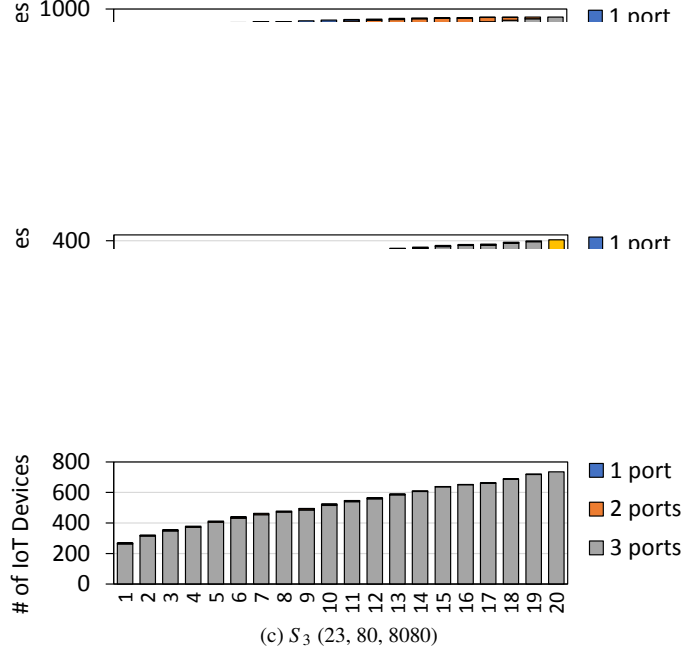 es 1000
1 port
es 400
1 port
# of IoT Devices
800
600
400
200
0
1 port
2 ports
3 ports
1 2 3 4 5 6 7 8 9 10 11 12 13 14 15 16 17 18 19 20
(c) S3 (23, 80, 8080)